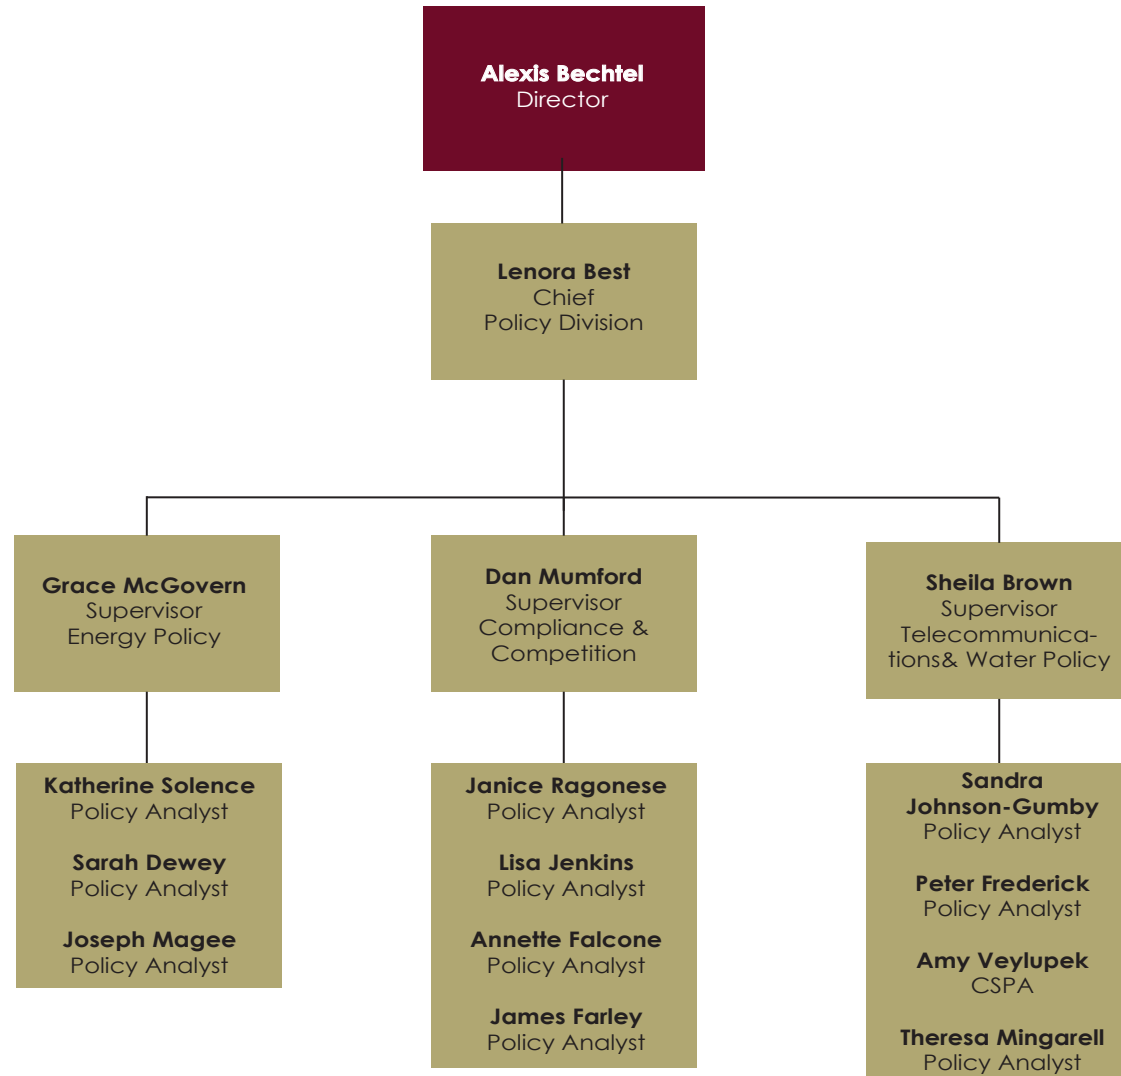 Alexis Bechtel
Director
Lenora Best
Chief
Policy Division
Grace McGovern
Supervisor
Energy Policy
Dan Mumford
Supervisor
Compliance &
Competition
Sheila Brown
Supervisor
Telecommunica-
tions& Water Policy
Katherine Solence
Policy Analyst
Sarah Dewey
Policy Analyst
Joseph Magee
Policy Analyst
Janice Ragonese
Policy Analyst
Lisa Jenkins
Policy Analyst
Annette Falcone
Policy Analyst
James Farley
Policy Analyst
Sandra
Johnson-Gumby
Policy Analyst
Peter Frederick
Policy Analyst
Amy Veylupek
CSPA
Theresa Mingarell
Policy Analyst